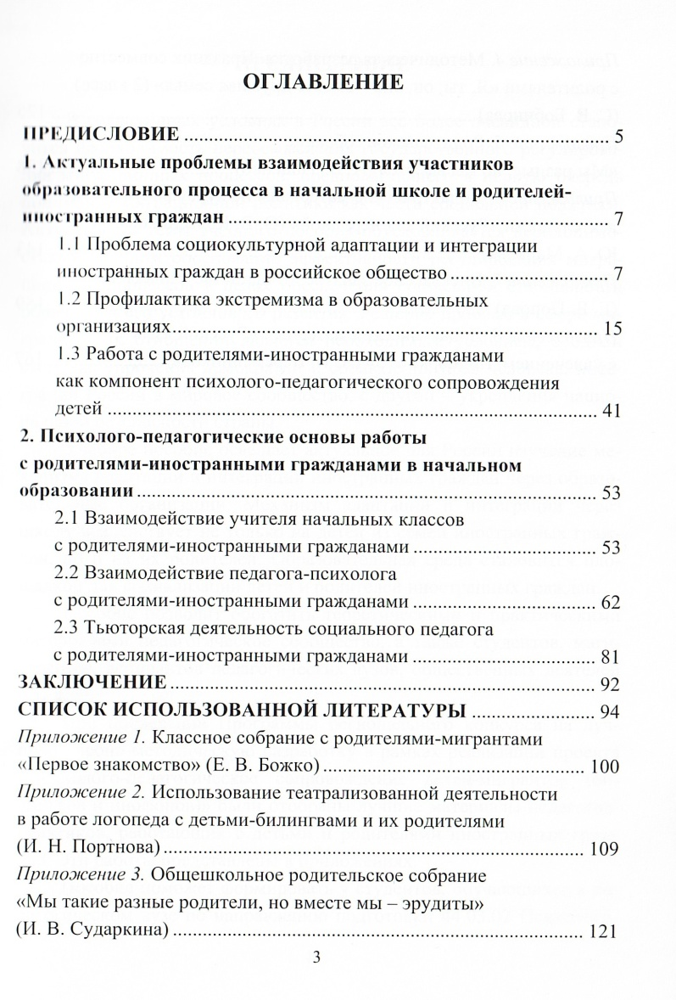 ОГЛАВЛЕНИЕ
ПРЕДИСЛОВИЕ ........ 5
1. Актуальные проблемы взаимодействия участников
образовательного процесса в начальной школе и родителей-
иностранных граждан ........ 7
1.1 Проблема социокультурной адаптации и интеграции
иностранных граждан в российское общество ........ 7
1.2 Профилактика экстремизма в образовательных
организациях ........ 15
1.3 Работа с родителями-иностранными гражданами
как компонент психолого-педагогического сопровождения
детей ........ 41
2. Психолого-педагогические основы работы
с родителями-иностранными гражданами в начальном
образовании ........ 53
2.1 Взаимодействие учителя начальных классов
с родителями-иностранными гражданами ........ 53
2.2 Взаимодействие педагога-психолога
с родителями-иностранными гражданами ........ 62
2.3 Тьюторская деятельность социального педагога
с родителями-иностранными гражданами ........ 81
ЗАКЛЮЧЕНИЕ ........ 92
СПИСОК ИСПОЛЬЗОВАННОЙ ЛИТЕРАТУРЫ ........ 94
Приложение 1. Классное собрание с родителями-мигрантами
«Первое знакомство» (Е. В. Божко) ........ 100
Приложение 2. Использование театрализованной деятельности
в работе логопеда с детьми-билингвами и их родителями
(И. Н. Портнова) ........ 109
Приложение 3. Общешкольное родительское собрание
«Мы такие разные родители, но вместе мы – эрудиты»
(И. В. Сударкина) ........ 121
3